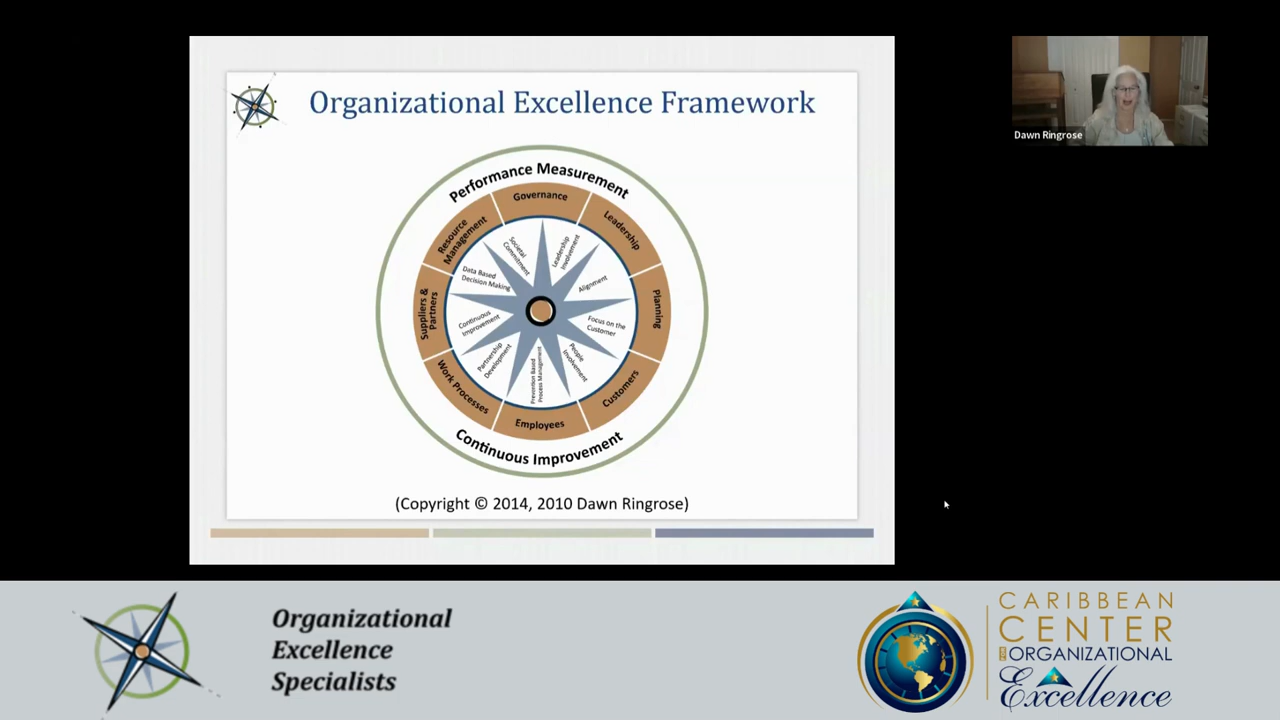 Organizational Excellence Framework
Performance Measurement
Governance
Leadership
Planning
Customers
Employees
Work Processes
Suppliers &
Partners
Resource
Management
Leadership
Involvement
Alignment
Focus on the
Customer
People
Involvement
Prevention Based
Process Management
Partnership
Development
Continuous
Improvement
Data Based
Decision Making
Societal
Commitment
Continuous Improvement
(Copyright © 2014, 2010 Dawn Ringrose)
Dawn Ringrose
Organizational
Excellence
Specialists
CARIBBEAN
CENTER
FOR ORGANIZATIONAL
Excellence